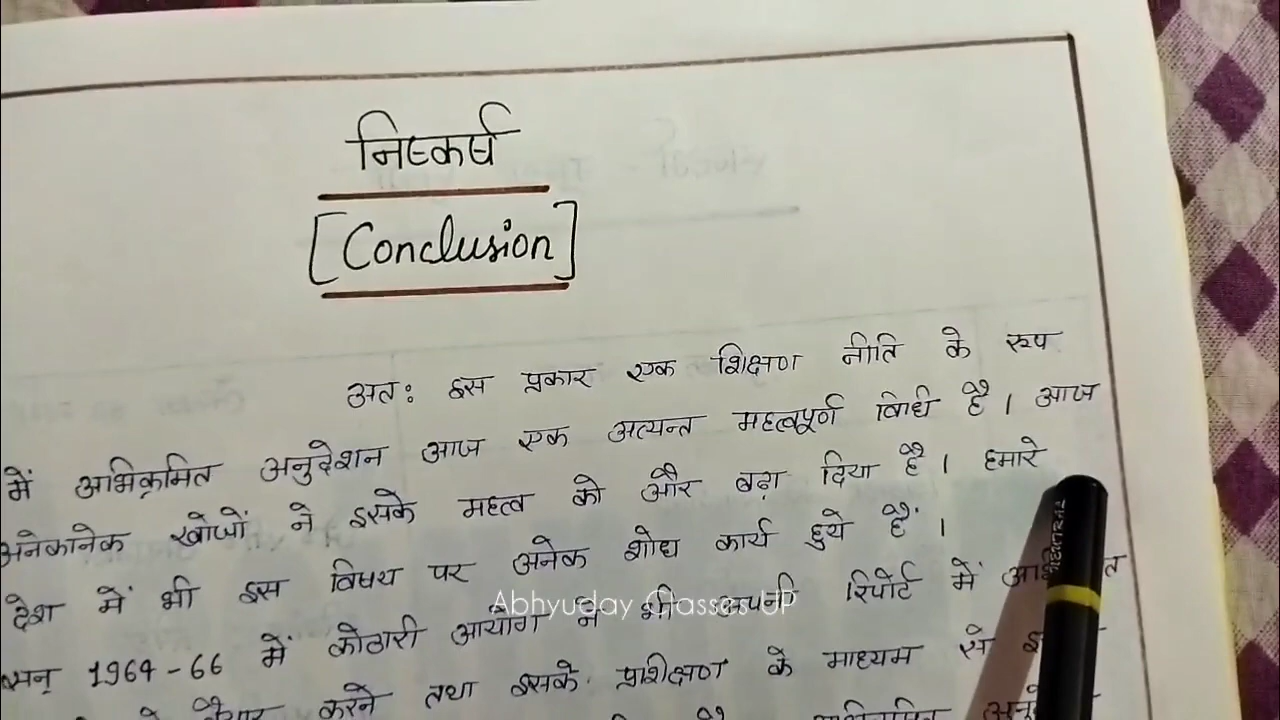 निष्कर्ष
[Conclusion]
अतः इस प्रकार एक शिक्षण नीति के रूप
में अभिक्रमित अनुदेशन आज एक अत्यन्त महत्वपूर्ण विधि है । आज
अनेकानेक खोजों ने इसके महत्व को और बढ़ा दिया है । हमारे
देश में भी इस विषय पर अनेक शोध कार्य हुये हैं ।
सन् 1964-66 में कोठारी आयोग ने भी अपनी रिपोर्ट में
तैयार करने तथा इसके प्रशिक्षण के माध्यम से
Abhyuday Classes UP